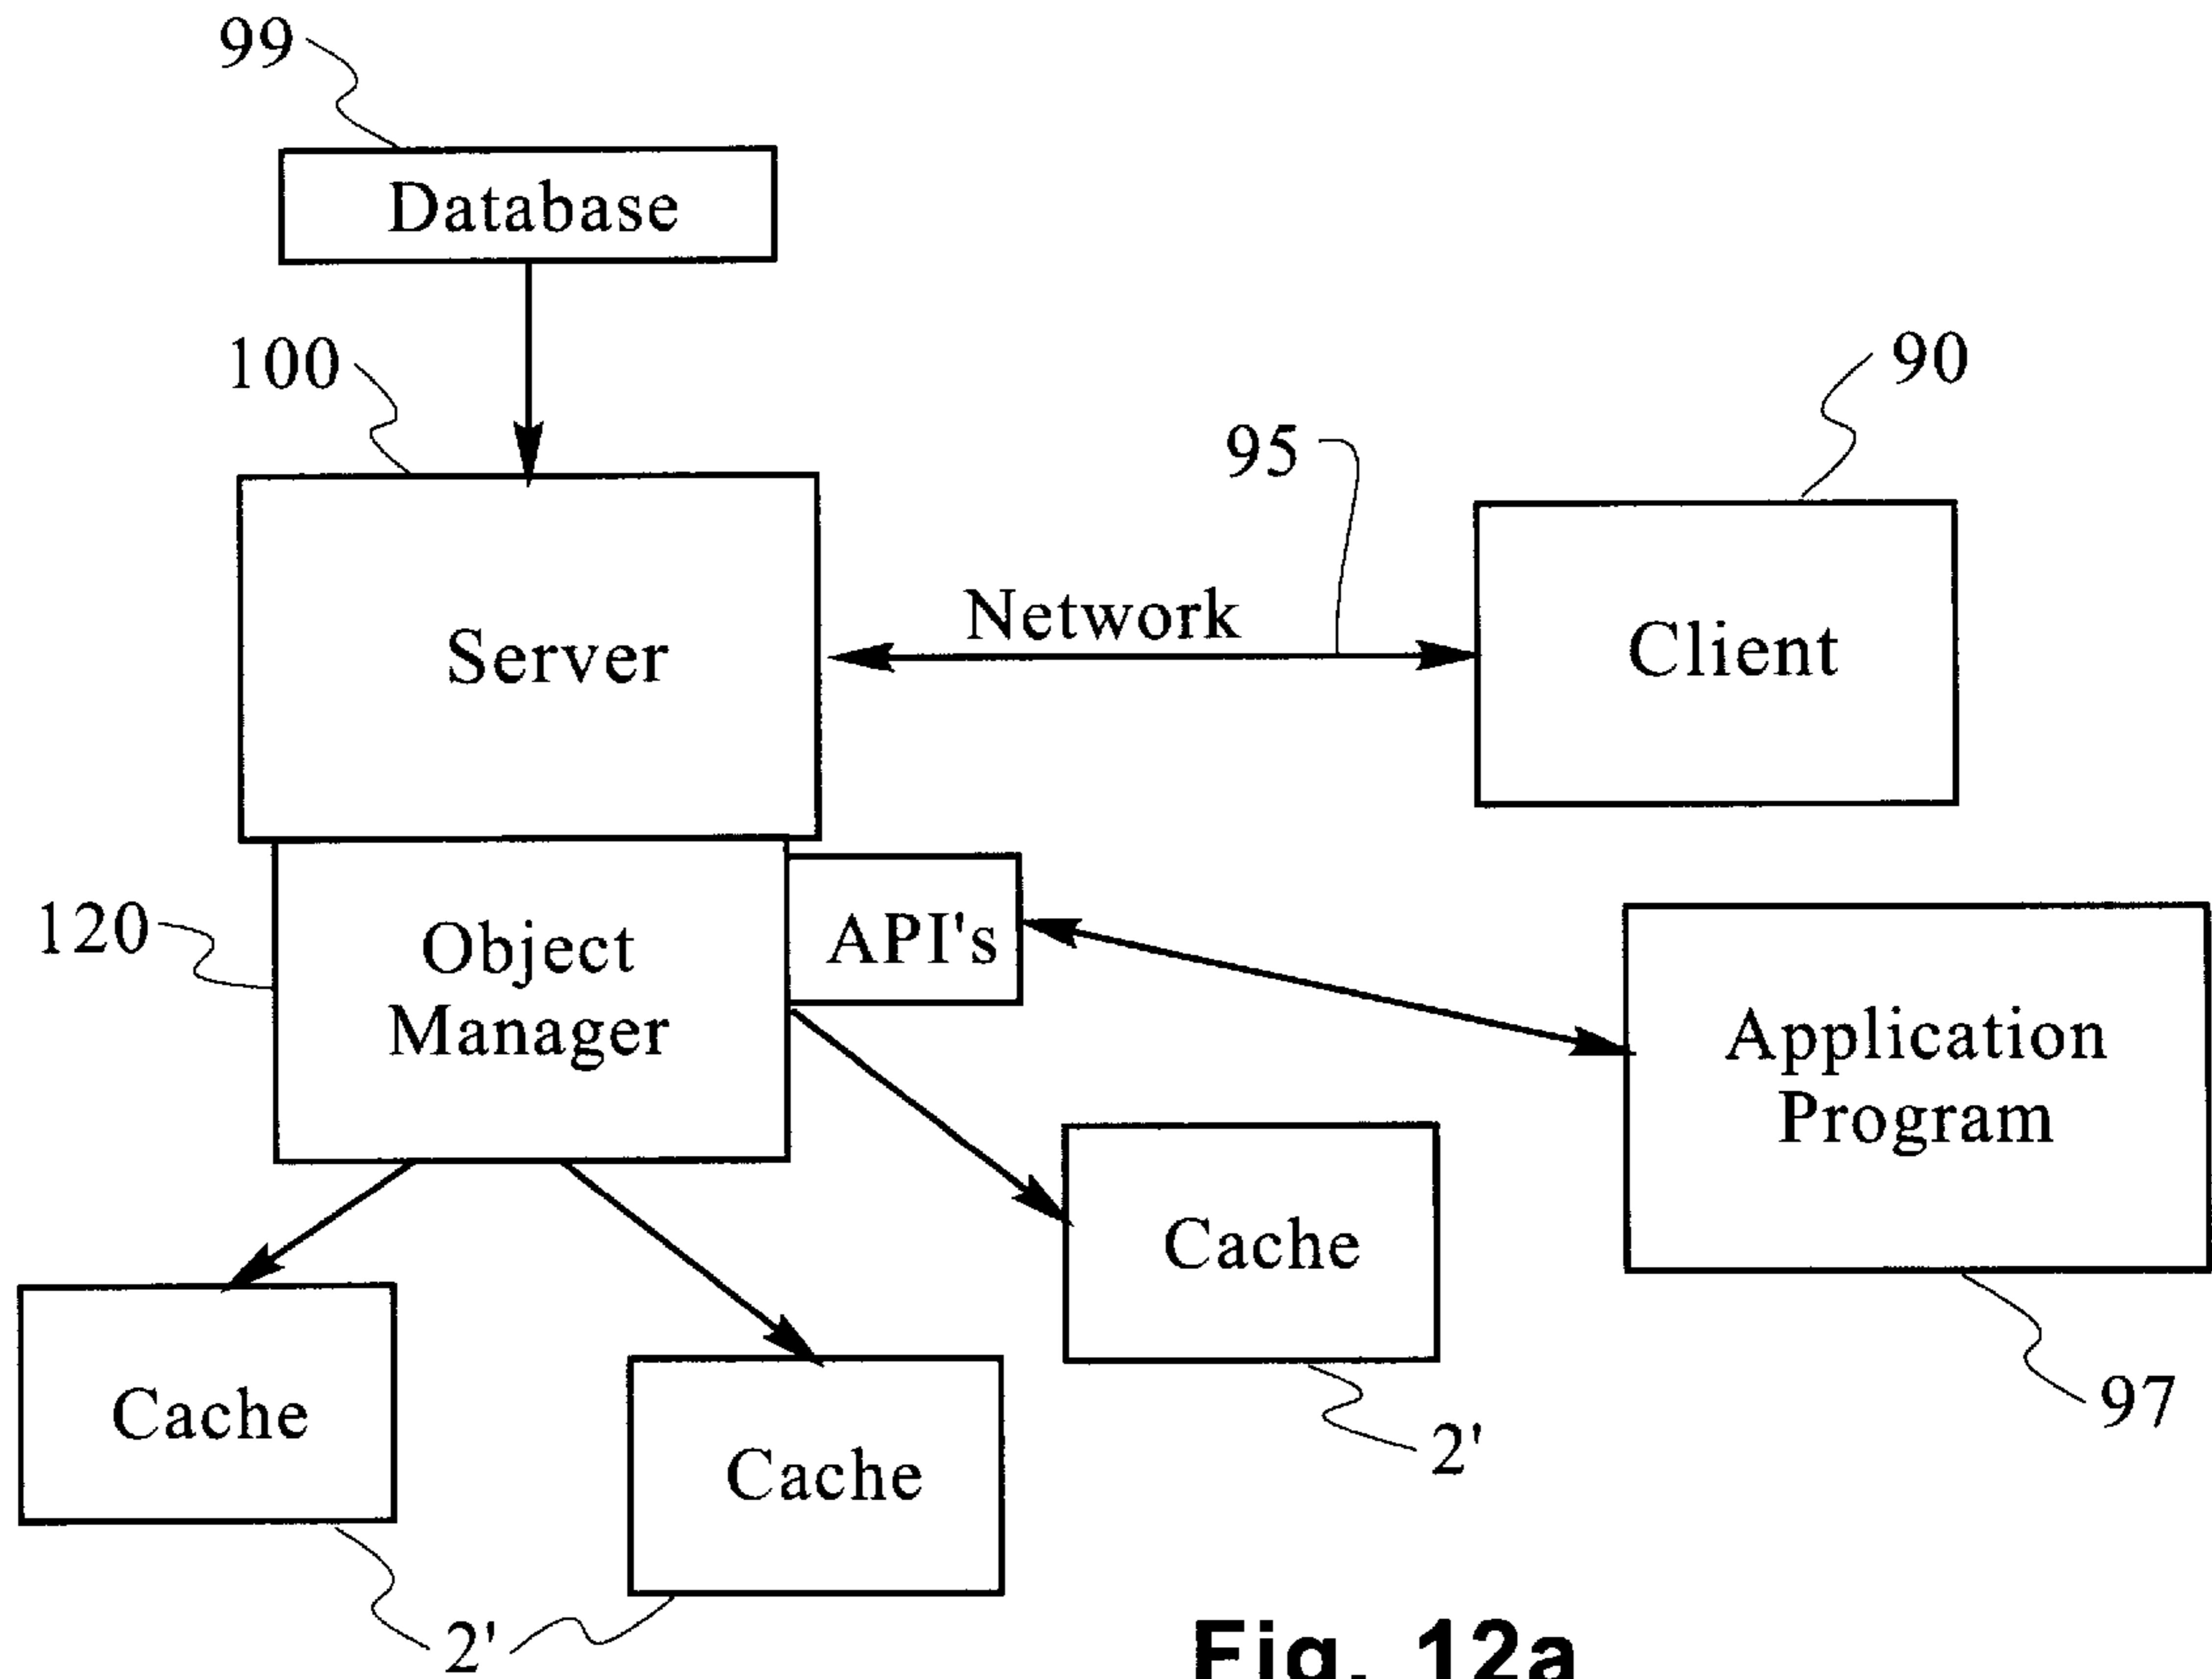 99
Database
100
90
95
Network
Server
Client
120
Object
Manager
API's
Application
Program
Cache
97
Cache
2'
Cache
2'
Fig. 12a